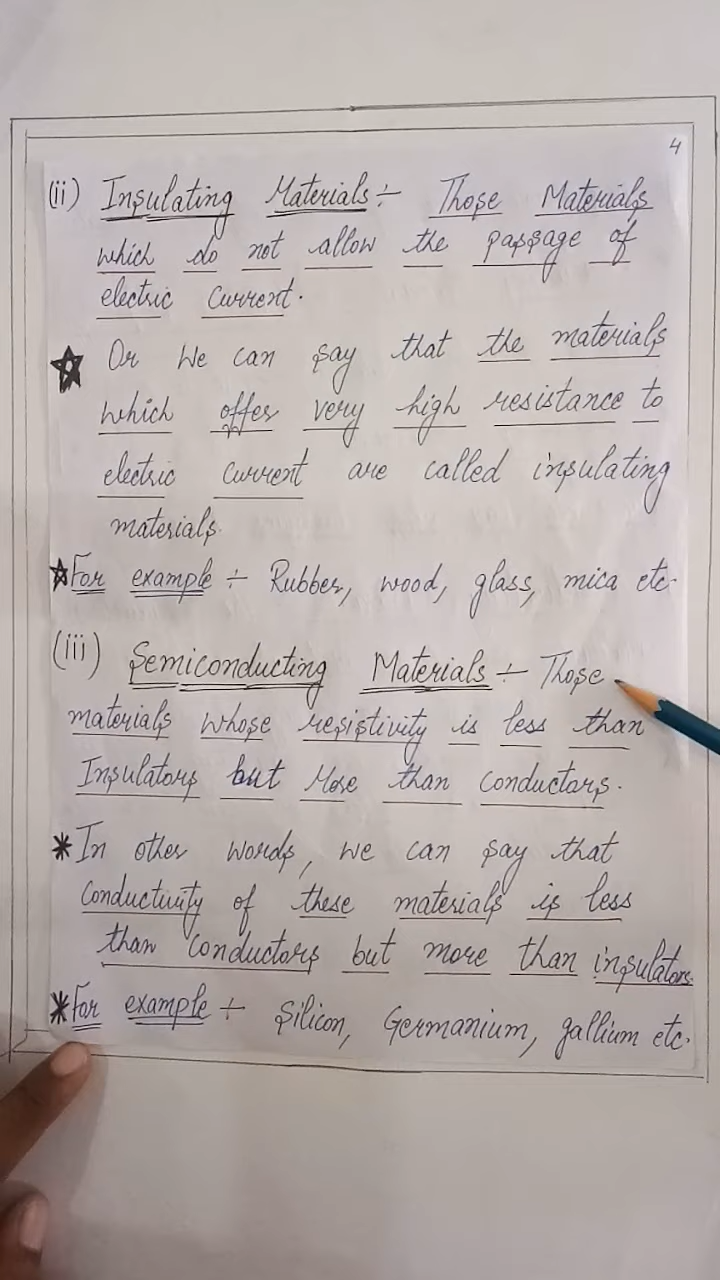 4
(ii) Insulating Materials :- Those Materials
which do not allow the passage of
electric current.
Or We can say that the materials
which offer very high resistance to
electric current are called insulating
materials.
For example :- Rubber, wood, glass, mica etc.
(iii) Semiconducting Materials :- Those
materials whose resistivity is less than
Insulators but More than conductors.
* In other words, we can say that
conductivity of these materials is less
than conductors but more than insulators.
* For example :- Silicon, Germanium, gallium etc.